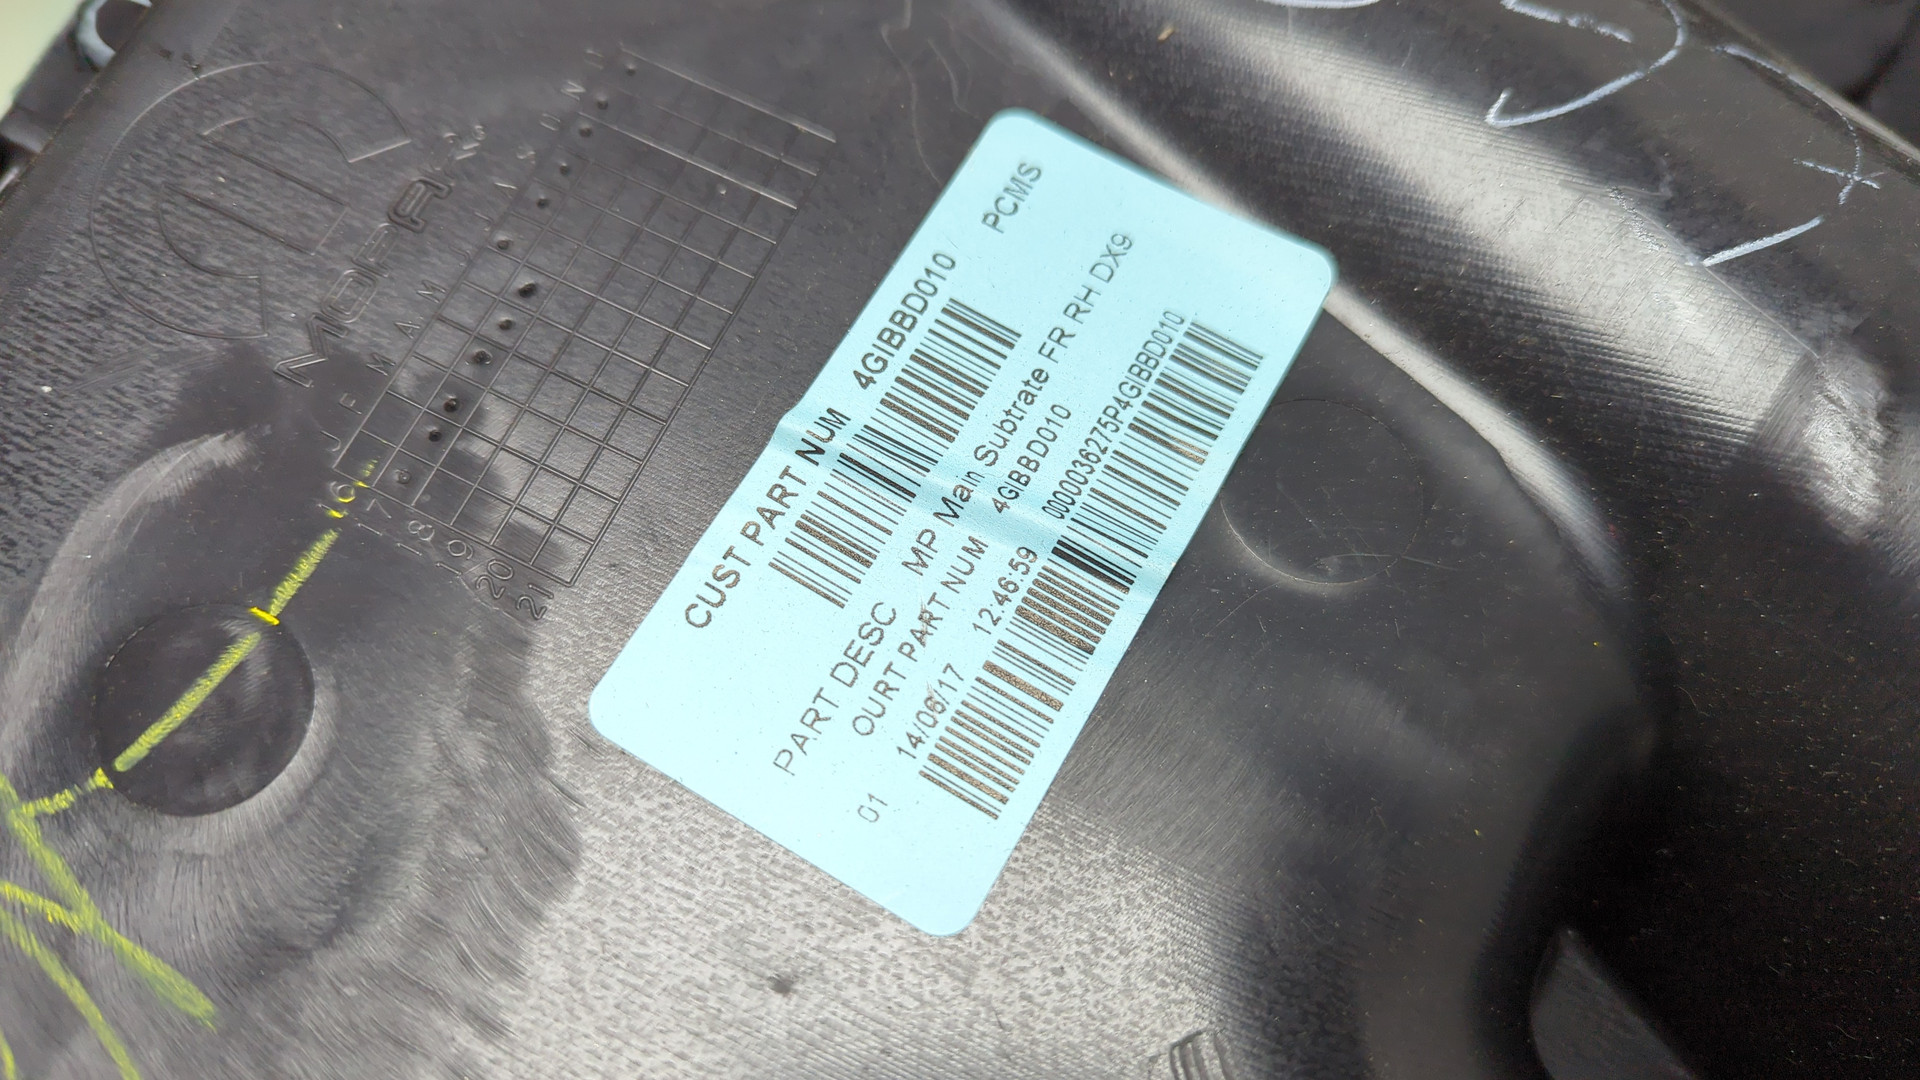 CUST PART NUM 4GIBBD010 PCMS
PART DESC MP Main Subtrate FR RH DX9
OURT PART NUM 4GIBBD010
01 14/06/17 12:46:59 0000036275P4GIBBD010
MOPAR
J F M A M J J A S O N D
16
17
18
19
20
21